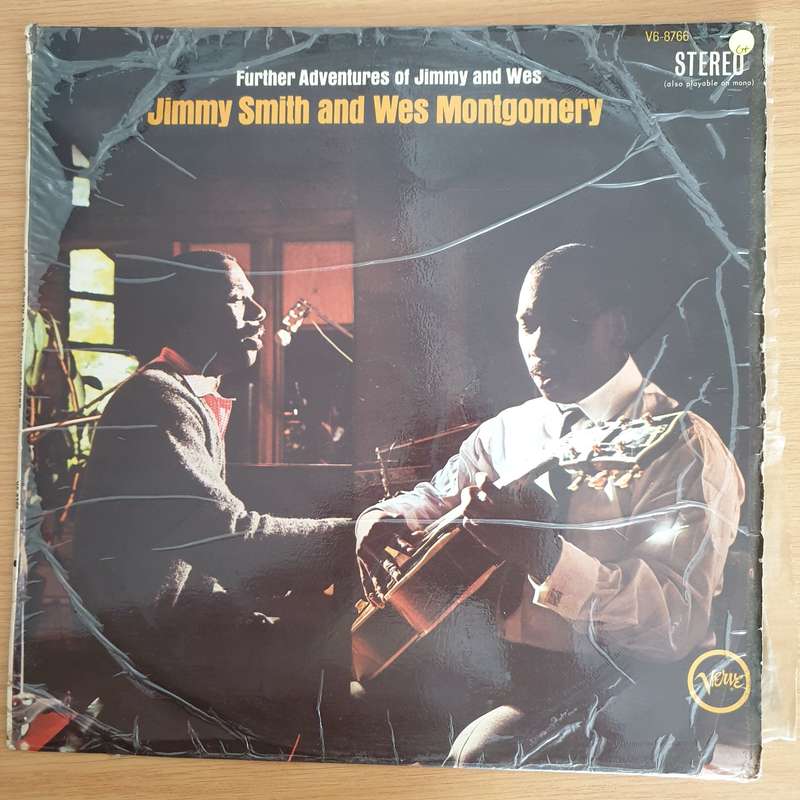 V6-8766
G+
STEREO
(also playable on mono)
Further Adventures of Jimmy and Wes
Jimmy Smith and Wes Montgomery
Verve